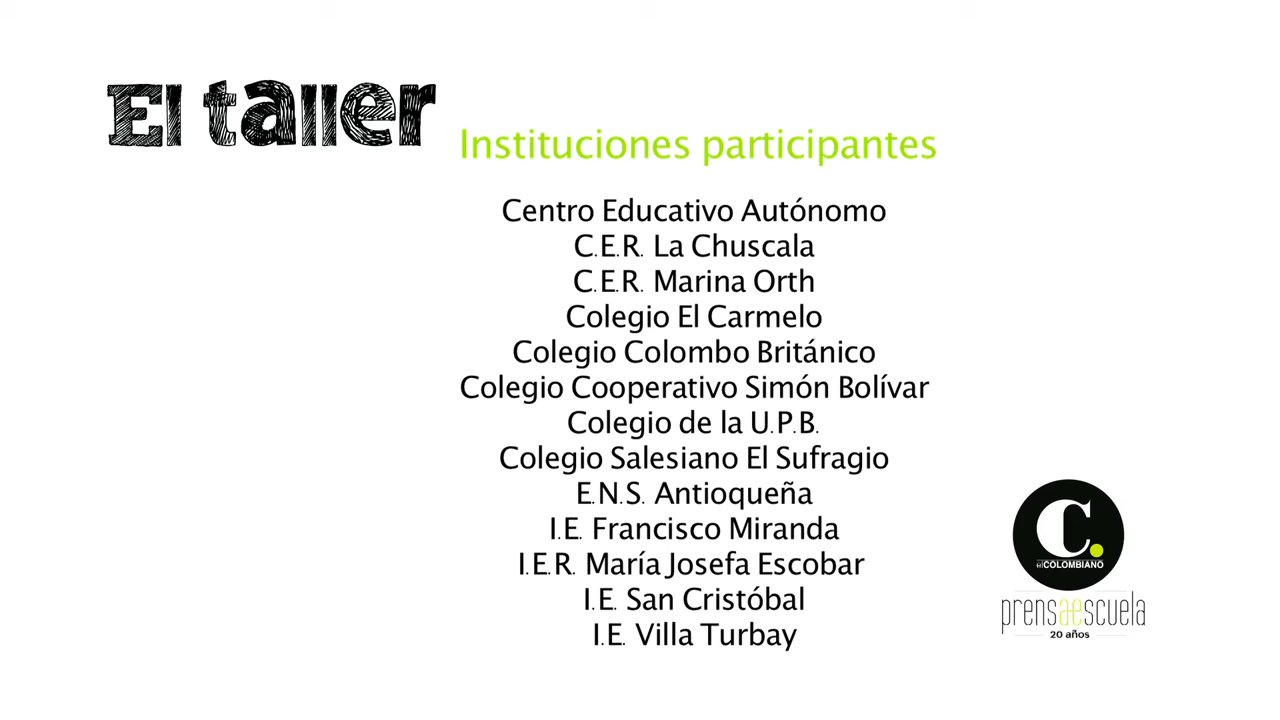 El taller
Instituciones participantes
Centro Educativo Autónomo
C.E.R. La Chuscala
C.E.R. Marina Orth
Colegio El Carmelo
Colegio Colombo Británico
Colegio Cooperativo Simón Bolívar
Colegio de la U.P.B.
Colegio Salesiano El Sufragio
E.N.S. Antioqueña
I.E. Francisco Miranda
I.E.R. María Josefa Escobar
I.E. San Cristóbal
I.E. Villa Turbay
C.
el COLOMBIANO
prensaescuela
20 años